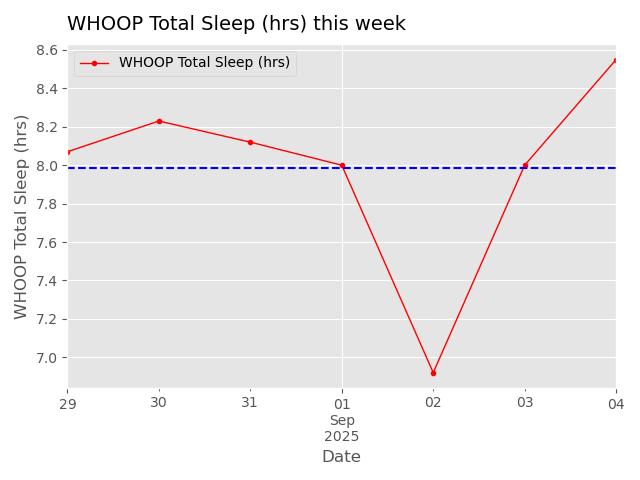 WHOOP Total Sleep (hrs) this week
WHOOP Total Sleep (hrs)
WHOOP Total Sleep (hrs)
8.6
8.4
8.2
8.0
7.8
7.6
7.4
7.2
7.0
29 30 31 01 02 03 04
Sep
2025
Date